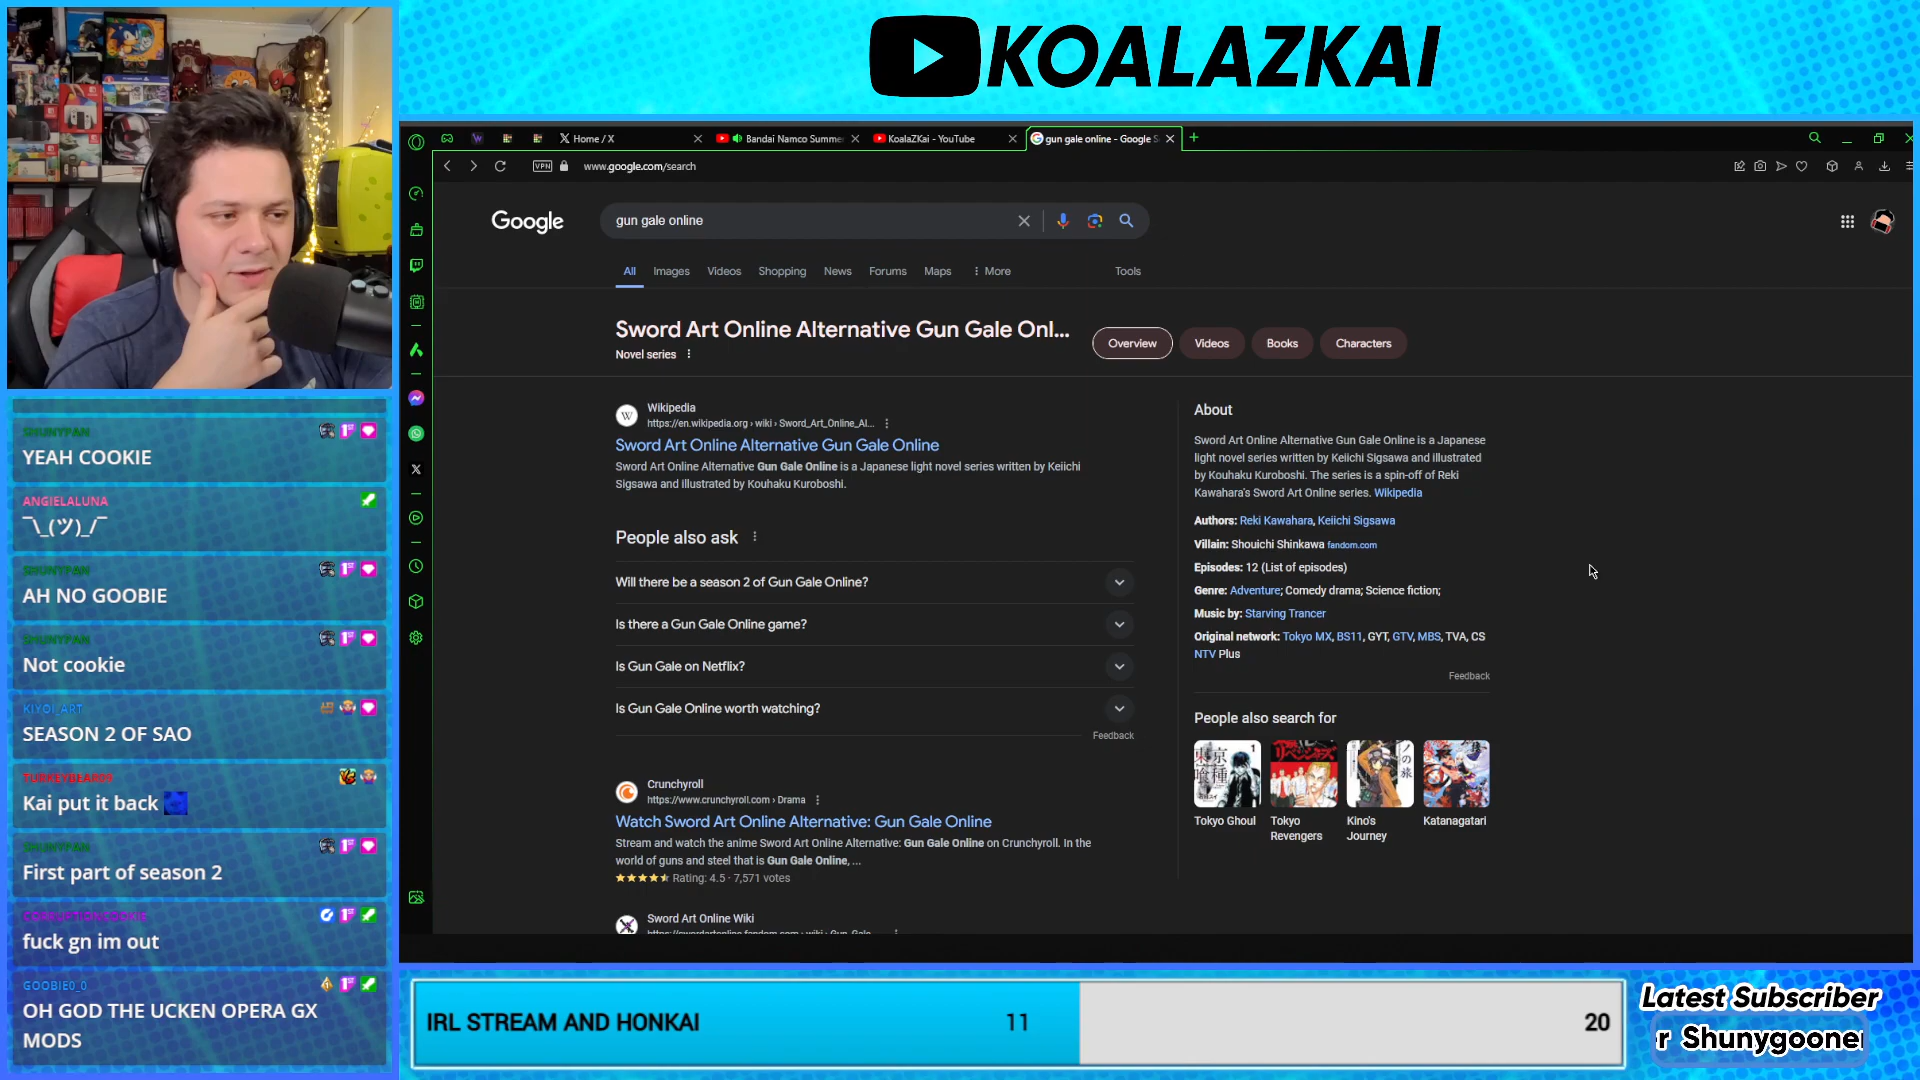 KOALAZKAI
Home / X
Bandai Namco Summe
KoalaZKai - YouTube
gun gale online - Google S
VPN
www.google.com/search
Google
gun gale online
All
Images
Videos
Shopping
News
Forums
Maps
More
Tools
Sword Art Online Alternative Gun Gale Onl...
Novel series
Overview
Videos
Books
Characters
Wikipedia
https://en.wikipedia.org › wiki › Sword_Art_Online_Al...
Sword Art Online Alternative Gun Gale Online
Sword Art Online Alternative Gun Gale Online is a Japanese light novel series written by Keiichi
Sigsawa and illustrated by Kouhaku Kuroboshi.
People also ask
Will there be a season 2 of Gun Gale Online?
Is there a Gun Gale Online game?
Is Gun Gale on Netflix?
Is Gun Gale Online worth watching?
Feedback
Crunchyroll
https://www.crunchyroll.com › Drama
Watch Sword Art Online Alternative: Gun Gale Online
Stream and watch the anime Sword Art Online Alternative: Gun Gale Online on Crunchyroll. In the
world of guns and steel that is Gun Gale Online, ...
Rating: 4.5 · 7,571 votes
Sword Art Online Wiki
https://swordartonline.fandom.com › wiki › Gun_Gale...
About
Sword Art Online Alternative Gun Gale Online is a Japanese
light novel series written by Keiichi Sigsawa and illustrated
by Kouhaku Kuroboshi. The series is a spin-off of Reki
Kawahara's Sword Art Online series. Wikipedia
Authors: Reki Kawahara, Keiichi Sigsawa
Villain: Shouichi Shinkawa fandom.com
Episodes: 12 (List of episodes)
Genre: Adventure; Comedy drama; Science fiction;
Music by: Starving Trancer
Original network: Tokyo MX, BS11, GYT, GTV, MBS, TVA, CS
NTV Plus
Feedback
People also search for
Tokyo Ghoul
Tokyo
Revengers
Kino's
Journey
Katanagatari
SHUNYPAN
YEAH COOKIE
ANGIELALUNA
¯\_(ツ)_/¯
SHUNYPAN
AH NO GOOBIE
SHUNYPAN
Not cookie
KIYOI_ART
SEASON 2 OF SAO
TURKEYBEARD9
Kai put it back
SHUNYPAN
First part of season 2
CORRUPTIONCOOKIE
fuck gn im out
GOOBIE0_0
OH GOD THE UCKEN OPERA GX
MODS
IRL STREAM AND HONKAI
11
20
Latest Subscriber
r Shunygoone